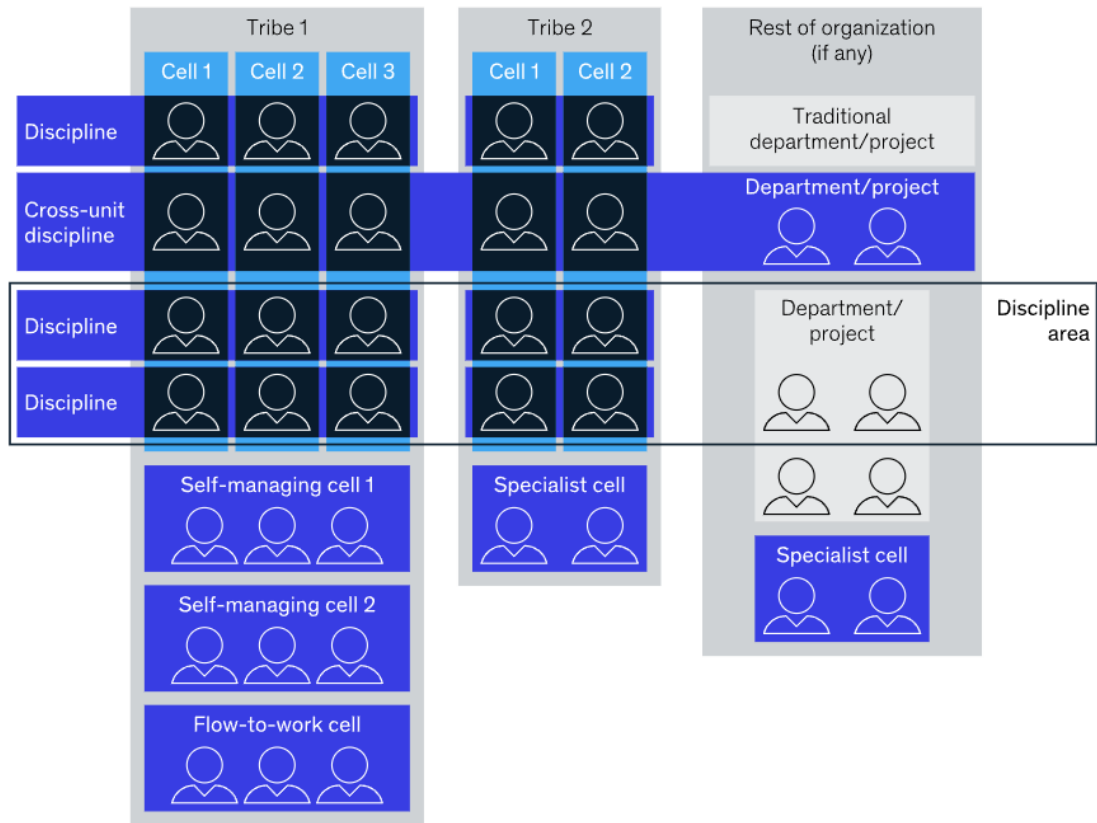 Tribe 1
Tribe 2
Rest of organization
(if any)
Cell 1
Cell 2
Cell 3
Cell 1
Cell 2
Discipline
Traditional
department/project
Cross-unit
discipline
Department/project
Discipline
Department/
project
Discipline
area
Discipline
Self-managing cell 1
Specialist cell
Specialist cell
Self-managing cell 2
Flow-to-work cell